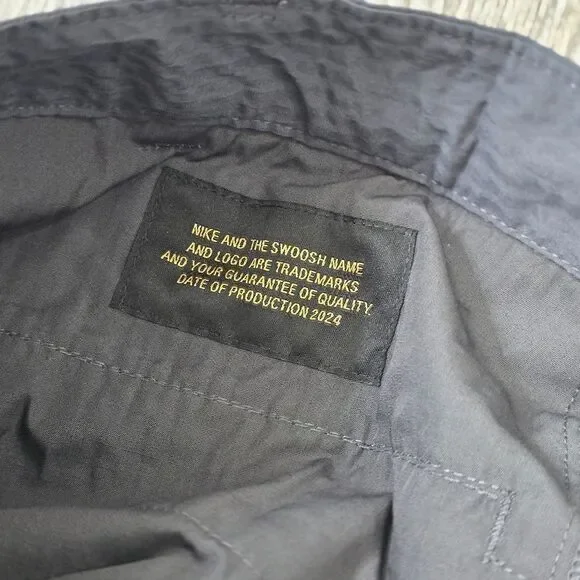 NIKE AND THE SWOOSH NAME
AND LOGO ARE TRADEMARKS
AND YOUR GUARANTEE OF QUALITY.
DATE OF PRODUCTION 2024